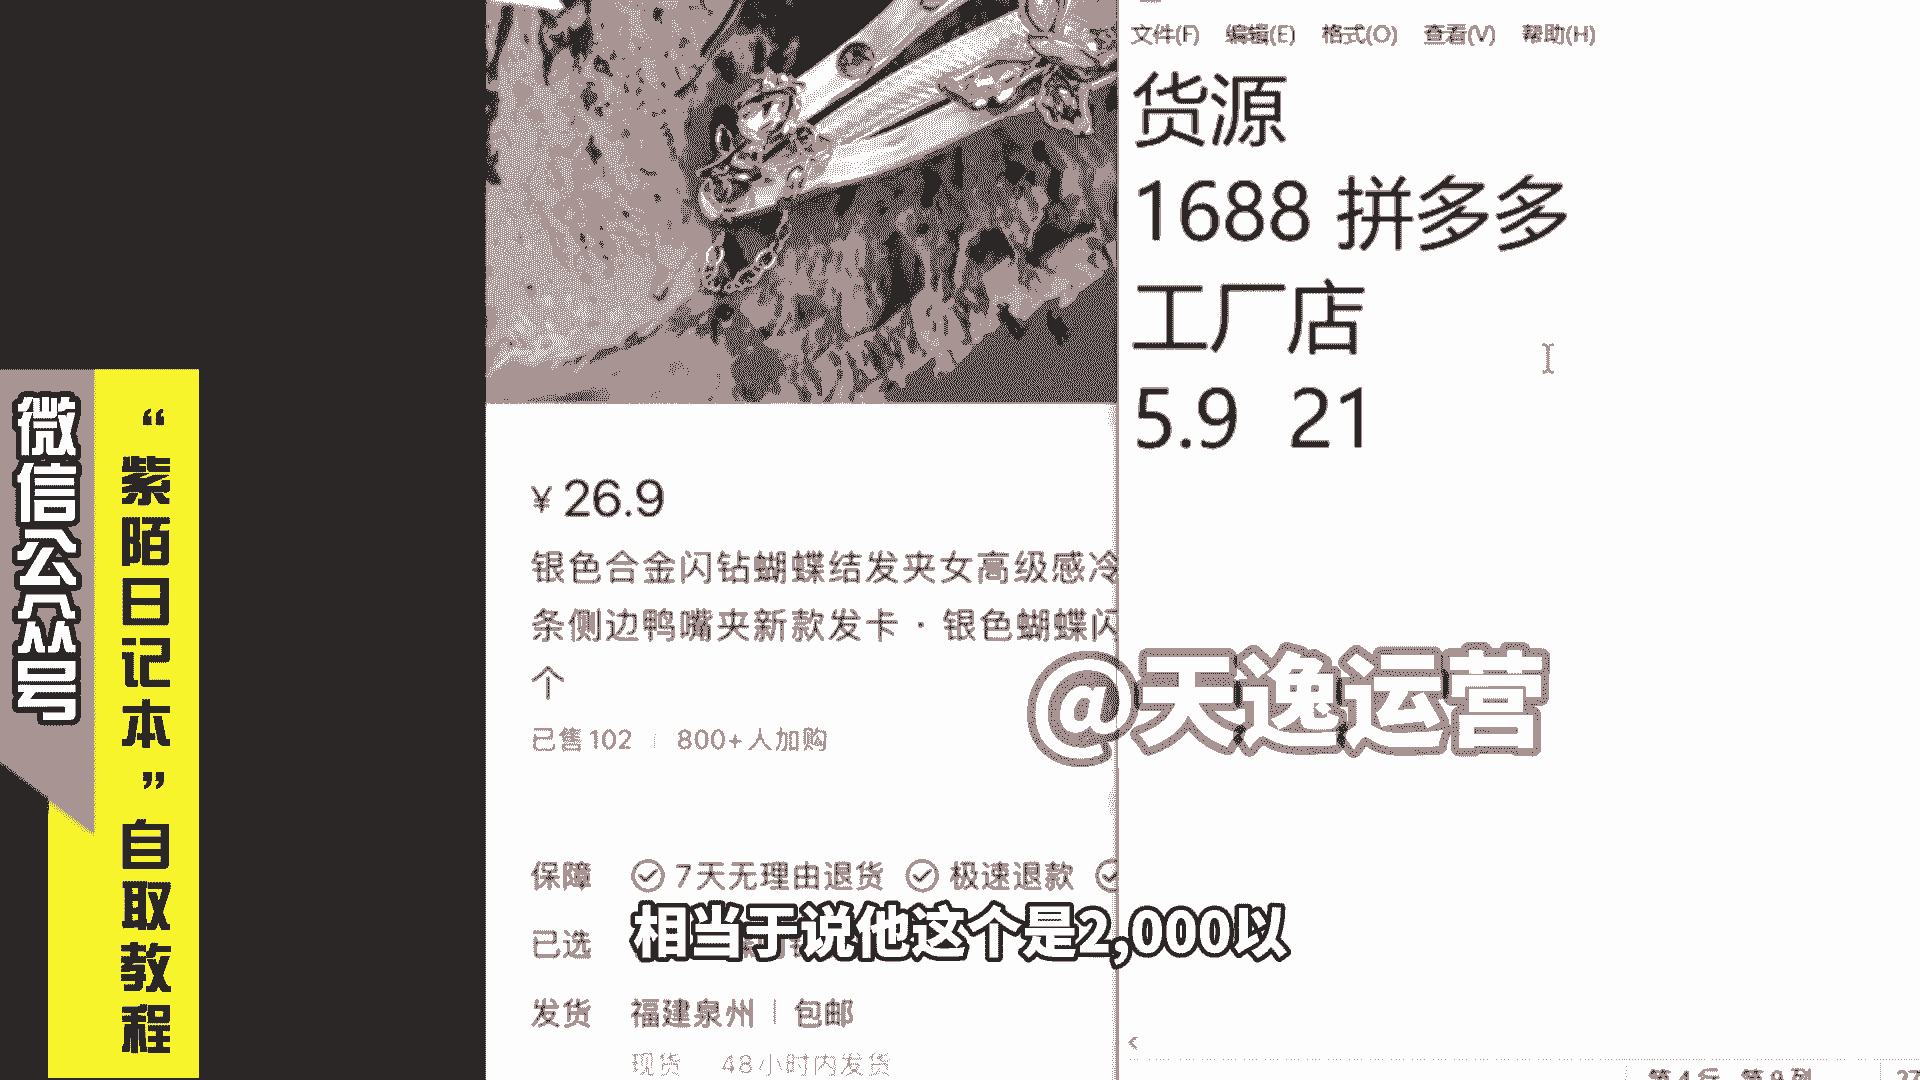 文件(F) 编辑(E) 格式(O) 查看(V) 帮助(H)
货源
1688 拼多多
工厂店
5.9 21
¥26.9
银色合金闪钻蝴蝶结发夹女高级感冷
条侧边鸭嘴夹新款发卡·银色蝴蝶闪
个
已售102 | 800+人加购
保障 7天无理由退货 极速退款
已选
发货 福建泉州 | 包邮
现货 48小时内发货
@天逸运营
相当于说他这个是2,000以
微信公众号
“紫陌日记本”自取教程
第4行，第9列